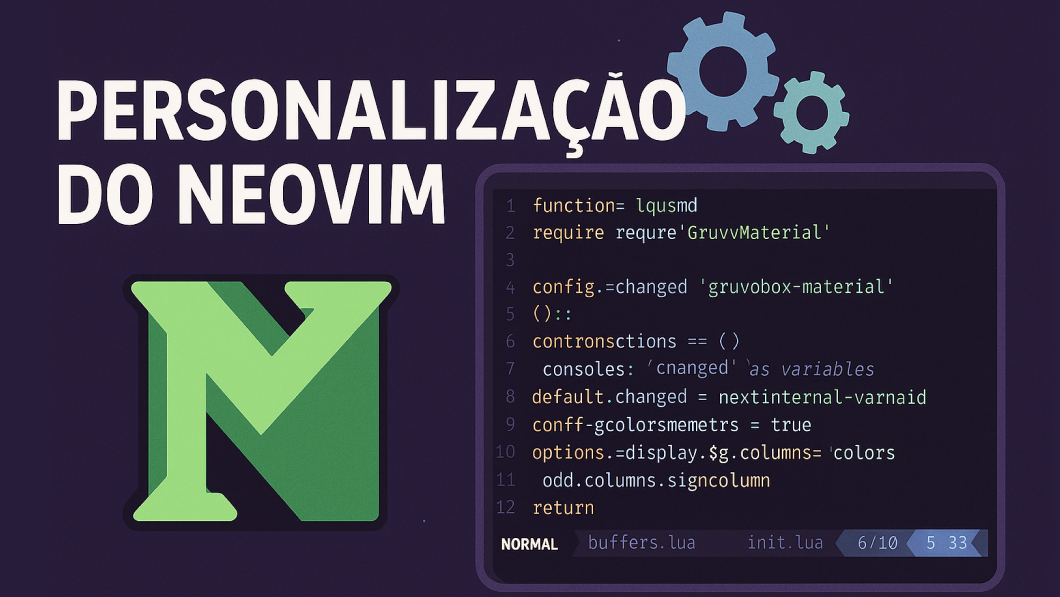 PERSONALIZAÇÃO
DO NEOVIM
N
1 function= lqusmd
2 require requre'GruvvMaterial'
3
4 config.=changed 'gruvobox-material'
5 ()::
6 contronsctions == ()
7 consoles: 'cnanged' `as variables
8 default.changed = nextinternal-varnaid
9 conff-gcolorsmemetrs = true
10 options.=display.$g.columns= 'colors
11 odd.columns.signcolumn
12 return
NORMAL buffers.lua init.lua 6/10 5 33